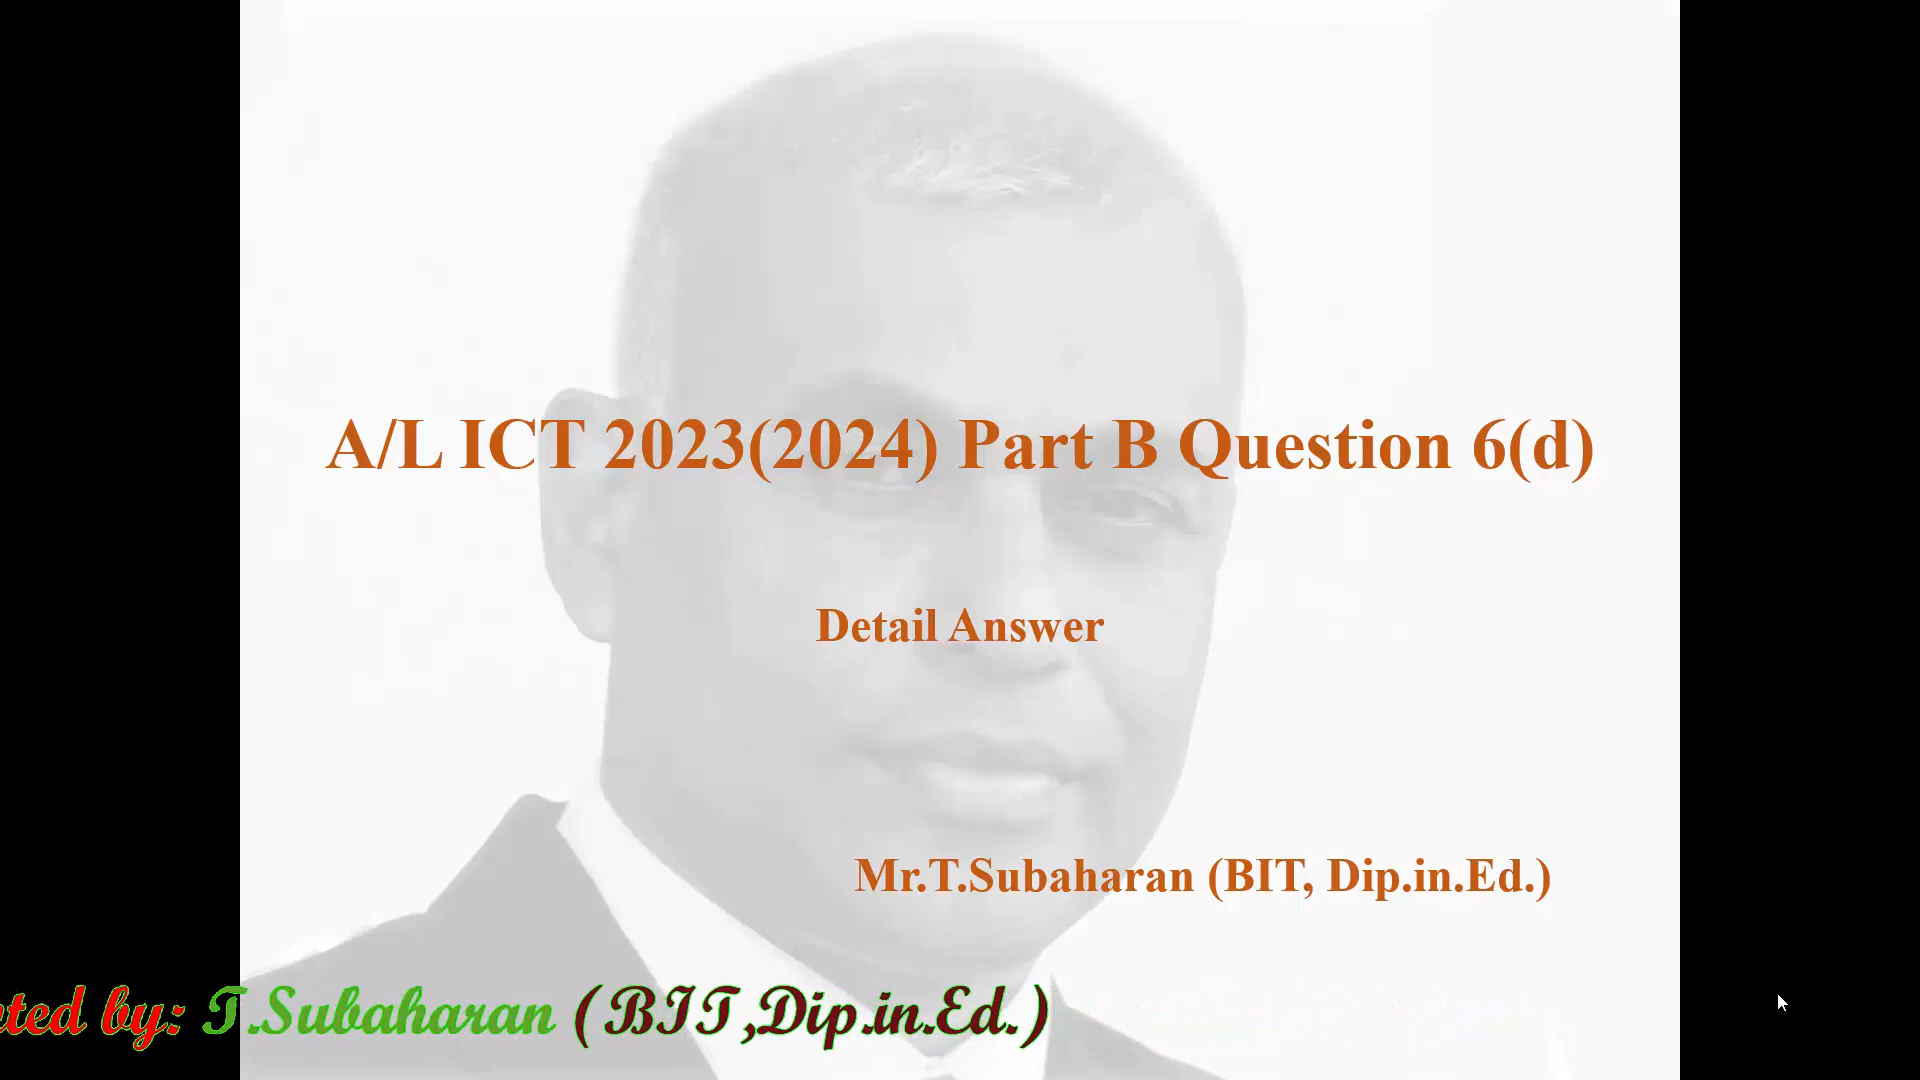 A/L ICT 2023(2024) Part B Question 6(d)
Detail Answer
Mr.T.Subaharan (BIT, Dip.in.Ed.)
by: T.Subaharan (BIT,Dip.in.Ed.)